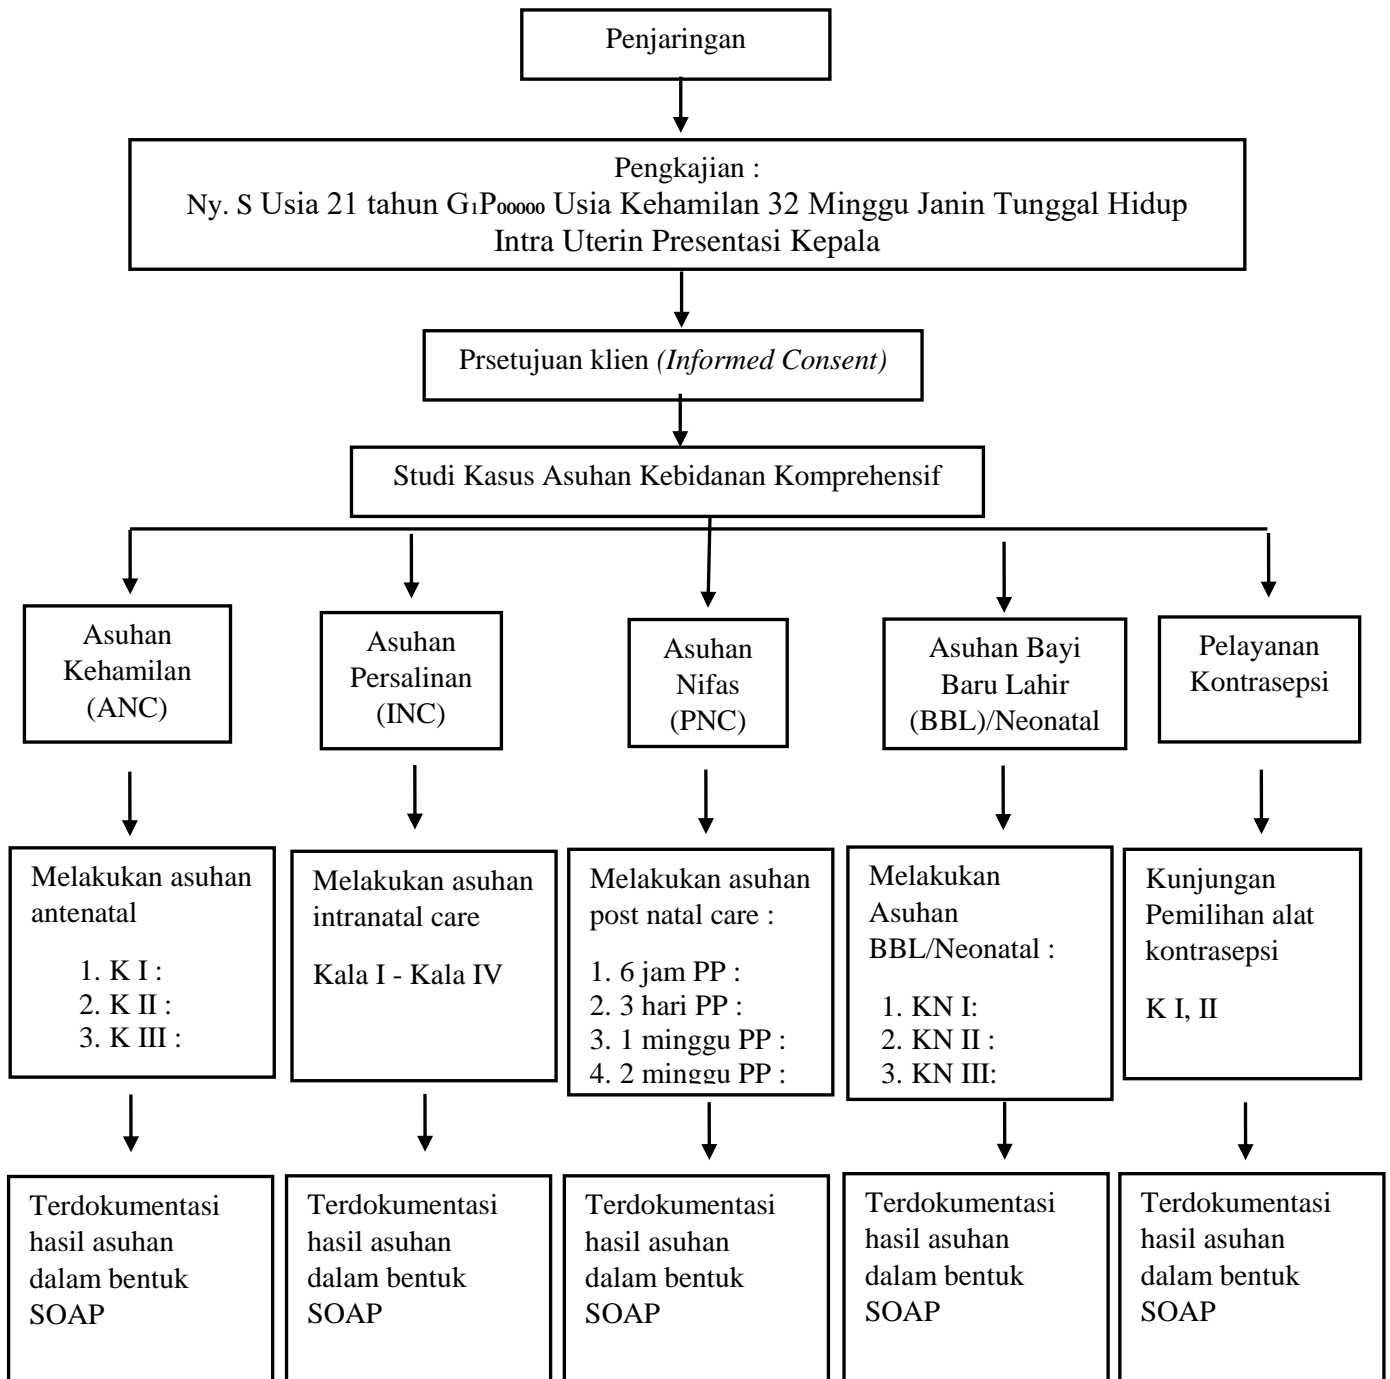 Penjaringan
Pengkajian :
Ny. S Usia 21 tahun G₁P₀₀₀₀₀ Usia Kehamilan 32 Minggu Janin Tunggal Hidup
Intra Uterin Presentasi Kepala
Prsetujuan klien (Informed Consent)
Studi Kasus Asuhan Kebidanan Komprehensif
Asuhan
Kehamilan
(ANC)
Asuhan
Persalinan
(INC)
Asuhan
Nifas
(PNC)
Asuhan Bayi
Baru Lahir
(BBL)/Neonatal
Pelayanan
Kontrasepsi
Melakukan asuhan
antenatal
1. K I :
2. K II :
3. K III :
Melakukan asuhan
intranatal care
Kala I - Kala IV
Melakukan asuhan
post natal care :
1. 6 jam PP :
2. 3 hari PP :
3. 1 minggu PP :
4. 2 minggu PP :
Melakukan
Asuhan
BBL/Neonatal :
1. KN I:
2. KN II :
3. KN III:
Kunjungan
Pemilihan alat
kontrasepsi
K I, II
Terdokumentasi
hasil asuhan
dalam bentuk
SOAP
Terdokumentasi
hasil asuhan
dalam bentuk
SOAP
Terdokumentasi
hasil asuhan
dalam bentuk
SOAP
Terdokumentasi
hasil asuhan
dalam bentuk
SOAP
Terdokumentasi
hasil asuhan
dalam bentuk
SOAP